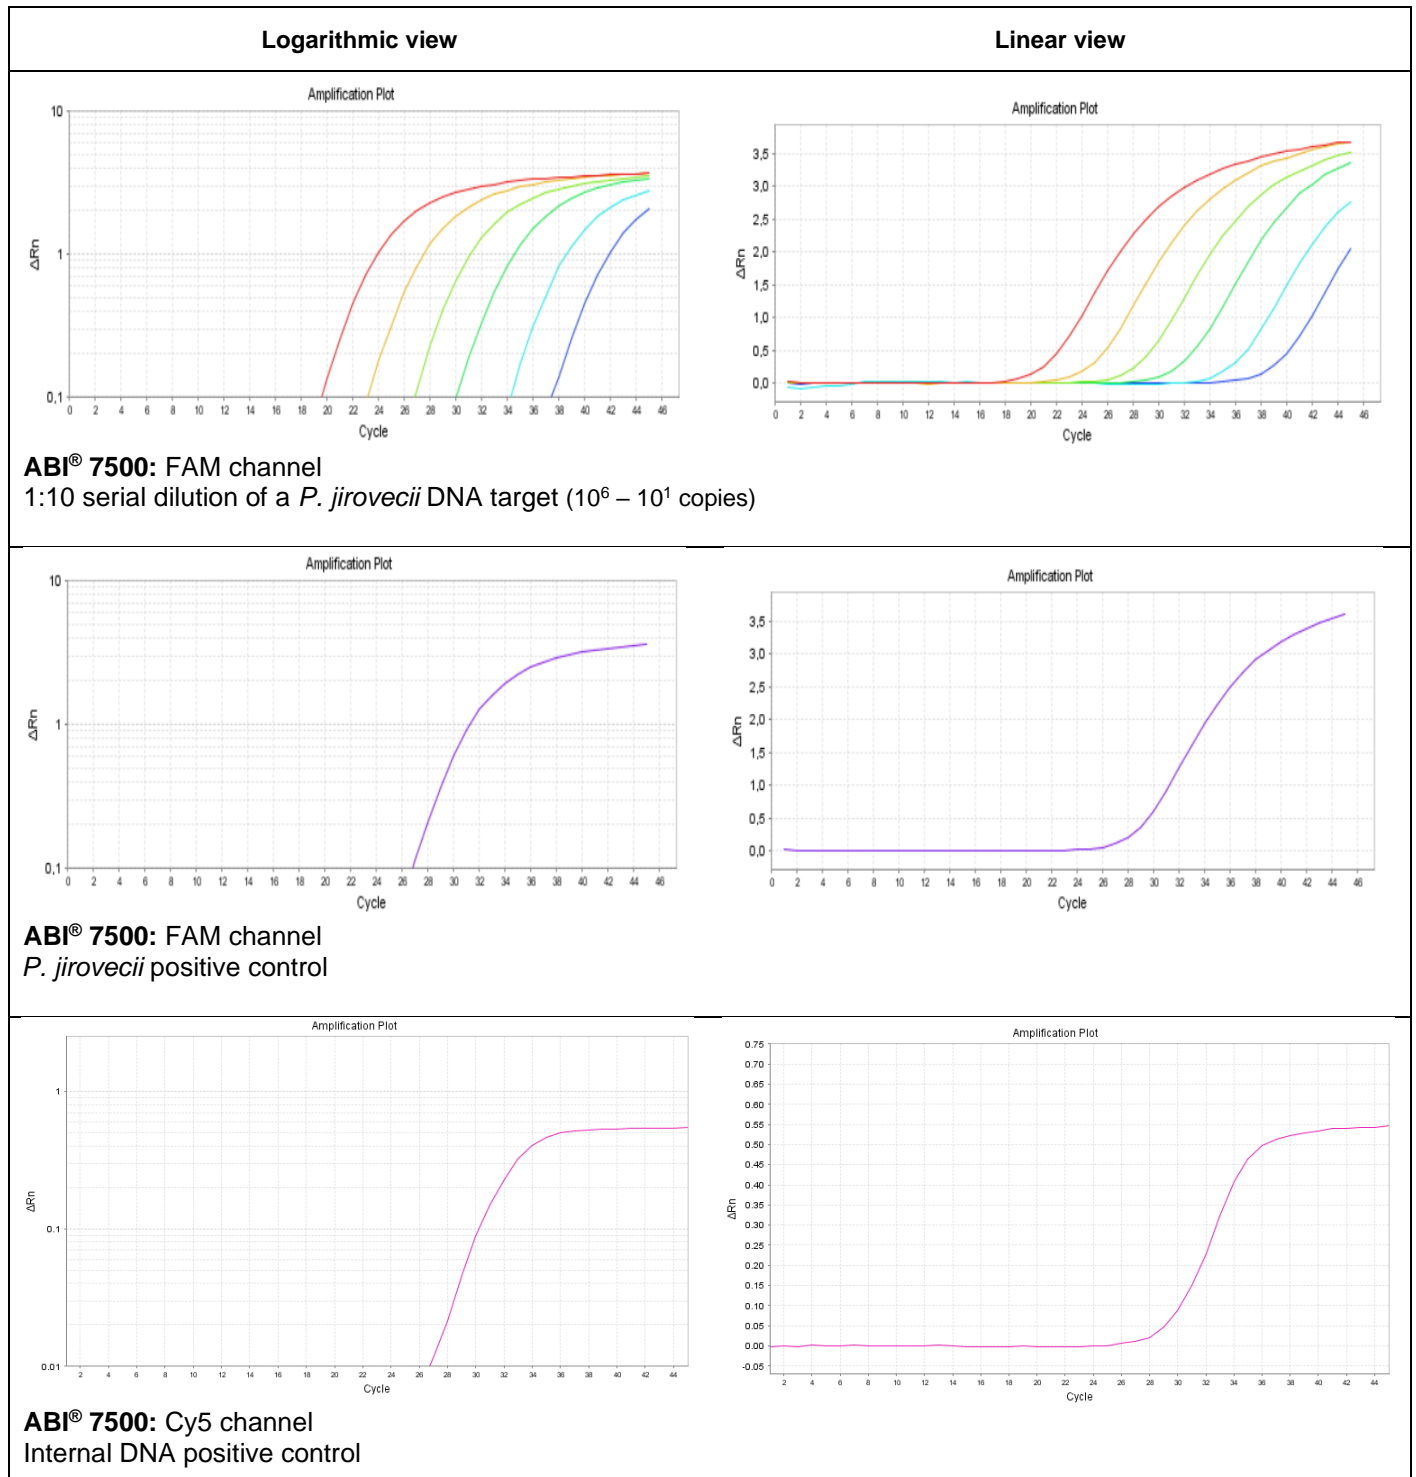 Logarithmic view
Linear view
Amplification Plot
10
1
0,1
ΔRn
0 2 4 6 8 10 12 14 16 18 20 22 24 26 28 30 32 34 36 38 40 42 44 46
Cycle
Amplification Plot
3,5
3,0
2,5
2,0
1,5
1,0
0,5
0,0
ΔRn
0 2 4 6 8 10 12 14 16 18 20 22 24 26 28 30 32 34 36 38 40 42 44 46
Cycle
ABI® 7500: FAM channel
1:10 serial dilution of a P. jirovecii DNA target (10⁶ – 10¹ copies)
Amplification Plot
10
1
0,1
ΔRn
0 2 4 6 8 10 12 14 16 18 20 22 24 26 28 30 32 34 36 38 40 42 44 46
Cycle
Amplification Plot
3,5
3,0
2,5
2,0
1,5
1,0
0,5
0,0
ΔRn
0 2 4 6 8 10 12 14 16 18 20 22 24 26 28 30 32 34 36 38 40 42 44 46
Cycle
ABI® 7500: FAM channel
P. jirovecii positive control
Amplification Plot
1
0.1
0.01
ΔRn
2 4 6 8 10 12 14 16 18 20 22 24 26 28 30 32 34 36 38 40 42 44
Cycle
Amplification Plot
0.75
0.70
0.65
0.60
0.55
0.50
0.45
0.40
0.35
0.30
0.25
0.20
0.15
0.10
0.05
0.00
-0.05
ΔRn
2 4 6 8 10 12 14 16 18 20 22 24 26 28 30 32 34 36 38 40 42 44
Cycle
ABI® 7500: Cy5 channel
Internal DNA positive control